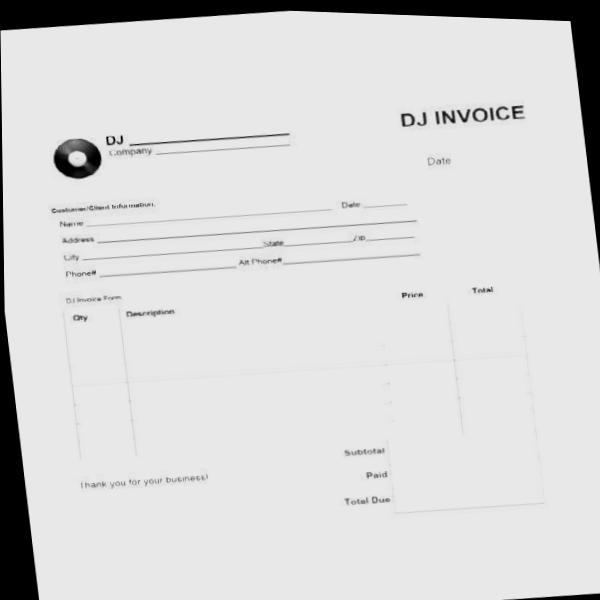 DJ INVOICE
DJ
Company
Date
Customer/Client Information:
Name Date
Address
City State Zip
Phone# Alt Phone#
DJ Invoice Form
Qty Description Price Total
Subtotal
Thank you for your business!
Paid
Total Due